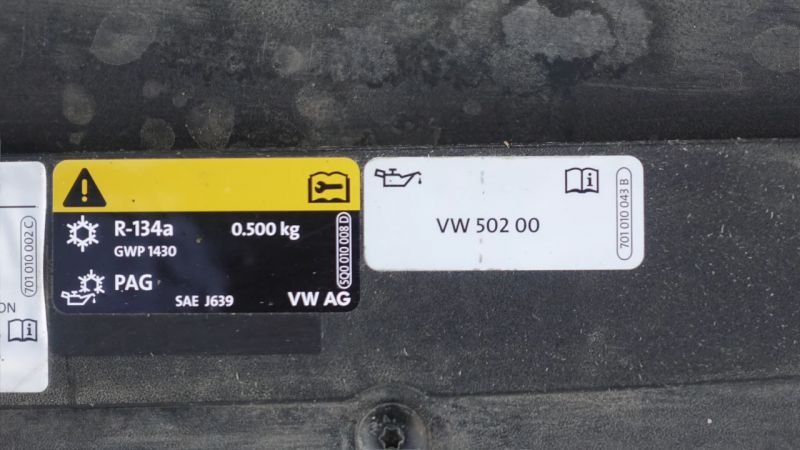 701 010 002 C
ON
R-134a 0.500 kg
GWP 1430
PAG
SAE J639 VW AG
5Q0 010 008 D
VW 502 00
701 010 043 B